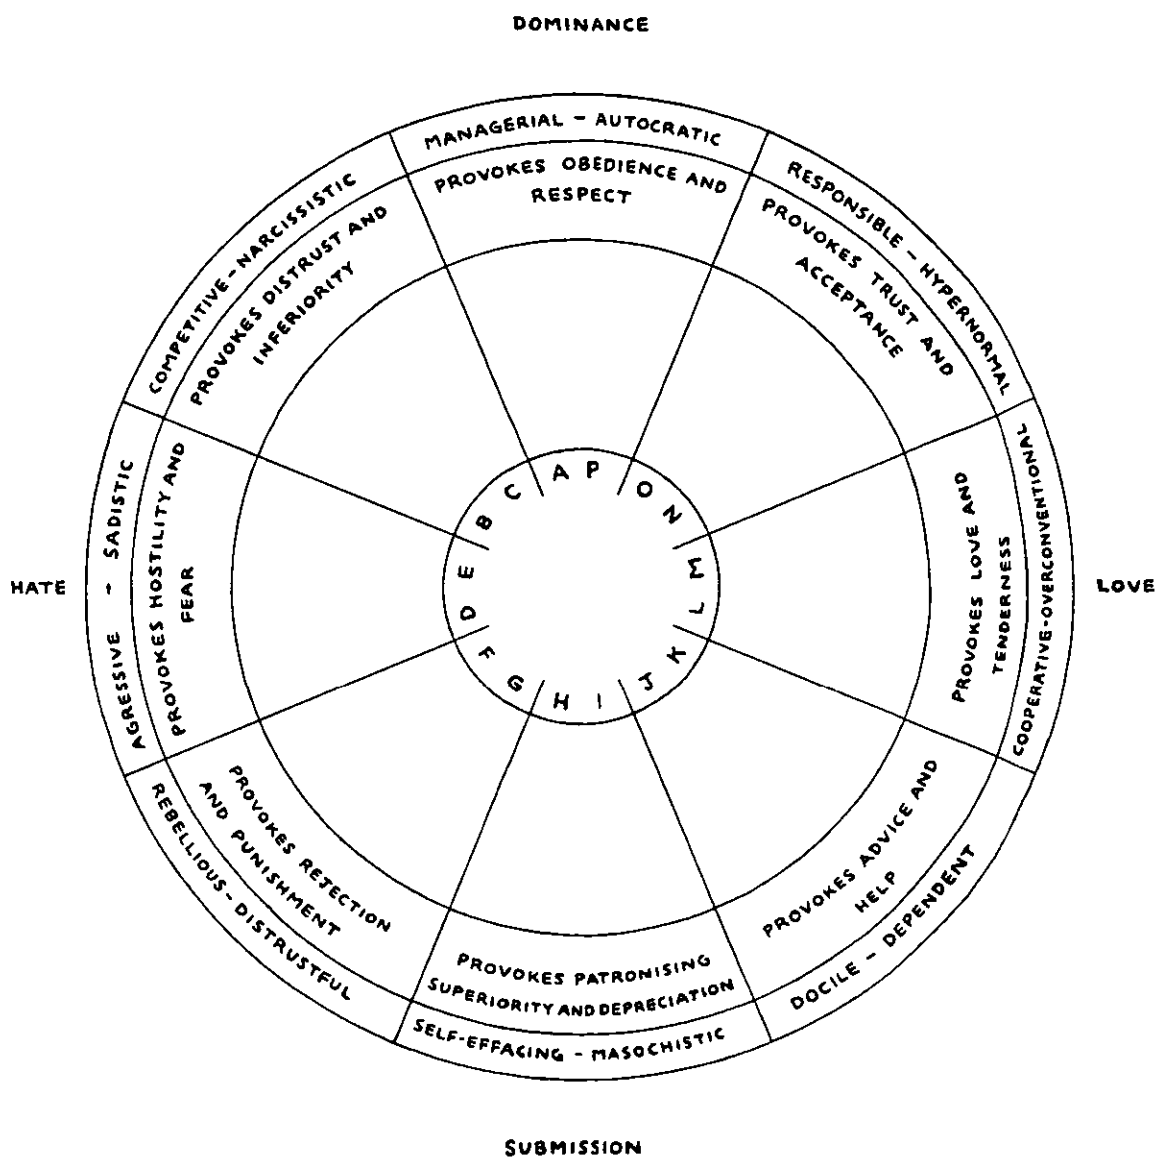 DOMINANCE
MANAGERIAL - AUTOCRATIC
PROVOKES OBEDIENCE AND
RESPECT
RESPONSIBLE - HYPERNORMAL
PROVOKES TRUST AND
ACCEPTANCE
COOPERATIVE-OVERCONVENTIONAL
PROVOKES LOVE AND
TENDERNESS
LOVE
DOCILE - DEPENDENT
PROVOKES ADVICE AND
HELP
SELF-EFFACING - MASOCHISTIC
PROVOKES PATRONISING
SUPERIORITY AND DEPRECIATION
REBELLIOUS - DISTRUSTFUL
PROVOKES REJECTION
AND PUNISHMENT
HATE
AGRESSIVE - SADISTIC
PROVOKES HOSTILITY AND
FEAR
COMPETITIVE - NARCISSISTIC
PROVOKES DISTRUST AND
INFERIORITY
A P
O N
M L
K J
I H
G F
D E
B C
SUBMISSION